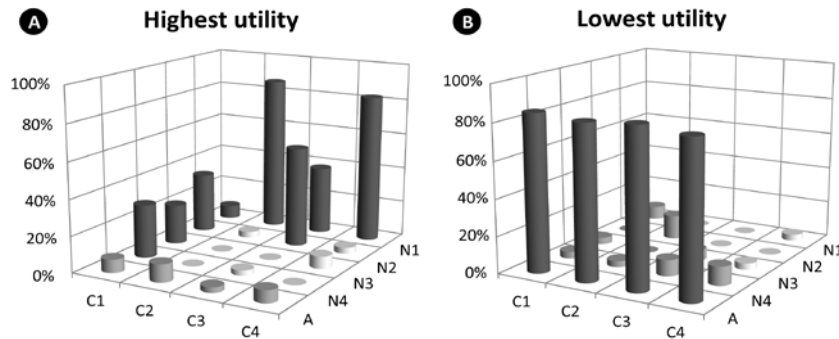 A Highest utility
100%
80%
60%
40%
20%
0%
C1
C2
C3
C4
A
N4
N3
N2
N1
B Lowest utility
100%
80%
60%
40%
20%
0%
C1
C2
C3
C4
A
N4
N3
N2
N1